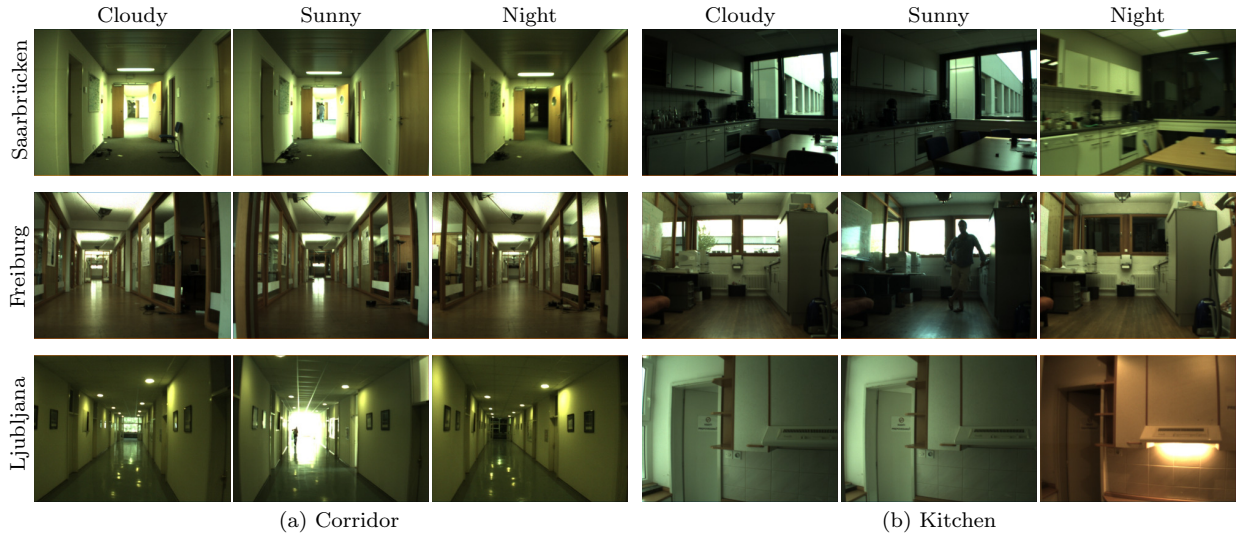 Cloudy Sunny Night Cloudy Sunny Night
Saarbrücken
Freiburg
Ljubljana
(a) Corridor (b) Kitchen